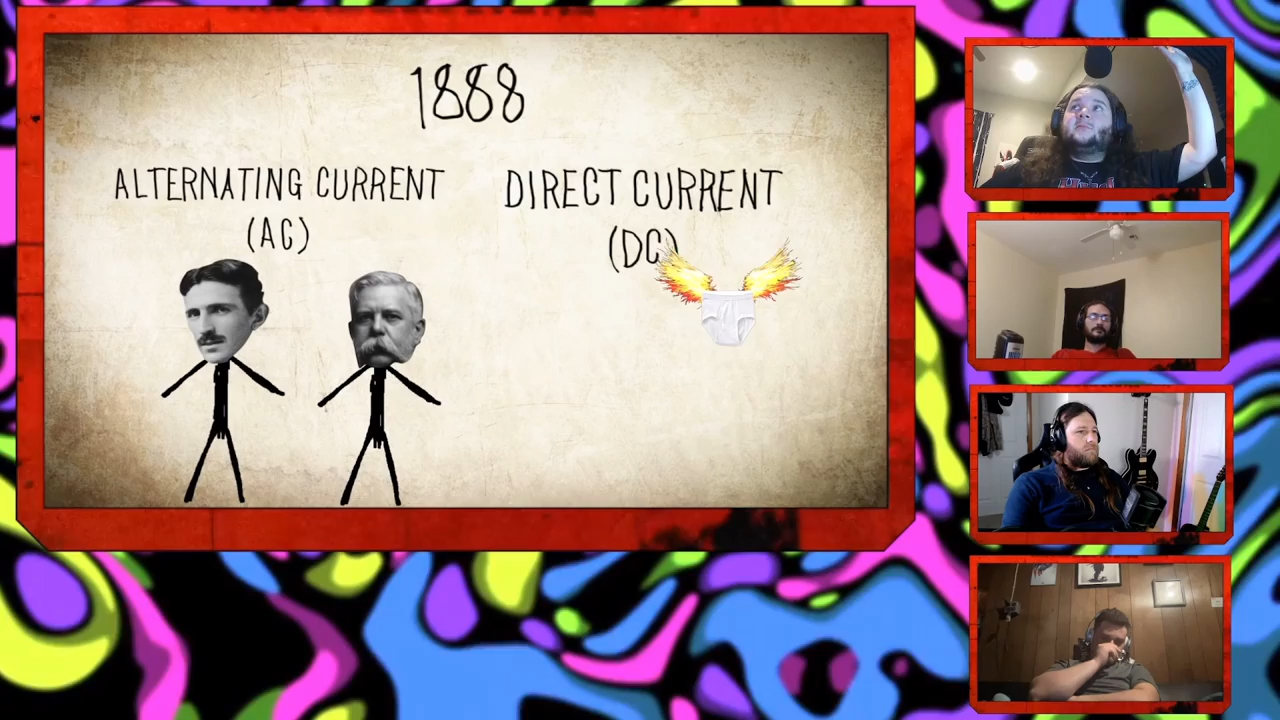 1888
ALTERNATING CURRENT
(AC)
DIRECT CURRENT
(DC)